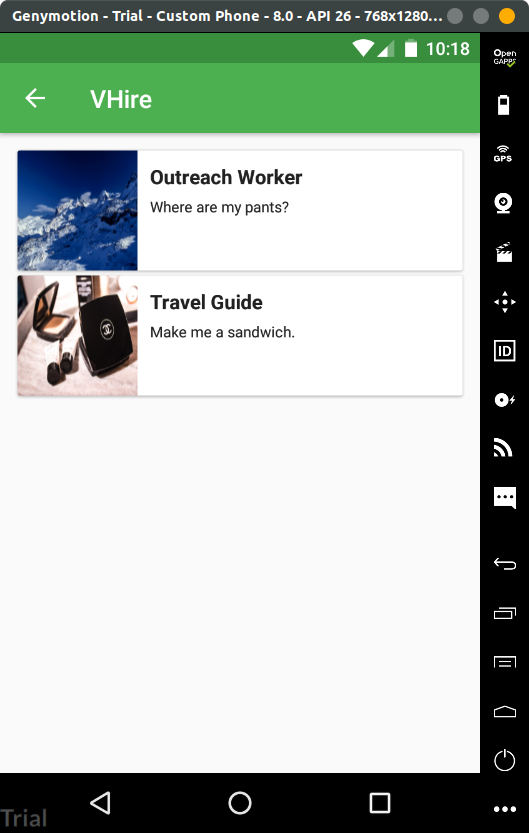 Genymotion - Trial - Custom Phone - 8.0 - API 26 - 768x1280...
10:18
Open
GAPPS
VHire
GPS
Outreach Worker
Where are my pants?
Travel Guide
Make me a sandwich.
ID
Trial